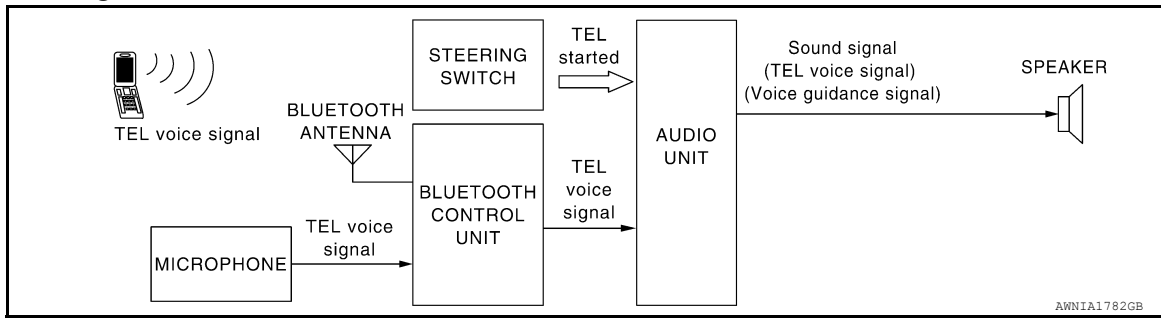 TEL voice signal
BLUETOOTH
ANTENNA
STEERING
SWITCH
TEL
started
Sound signal
(TEL voice signal)
(Voice guidance signal)
SPEAKER
AUDIO
UNIT
BLUETOOTH
CONTROL
UNIT
TEL
voice
signal
TEL voice
signal
MICROPHONE
AWNIA1782GB